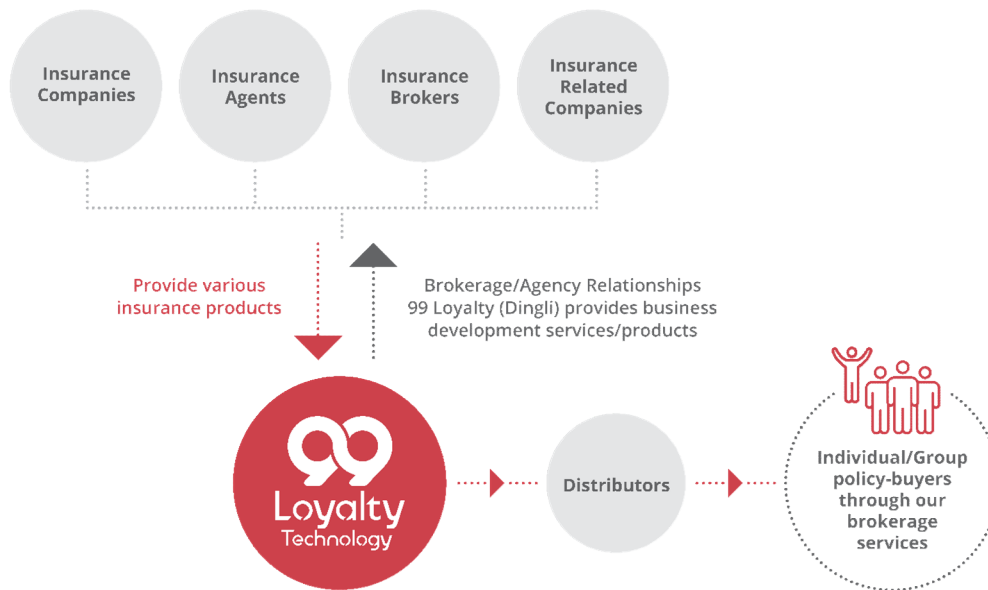 Insurance
Companies
Insurance
Agents
Insurance
Brokers
Insurance
Related
Companies
Provide various
insurance products
Brokerage/Agency Relationships
99 Loyalty (Dingli) provides business
development services/products
99
Loyalty
Technology
Distributors
Individual/Group
policy-buyers
through our
brokerage
services